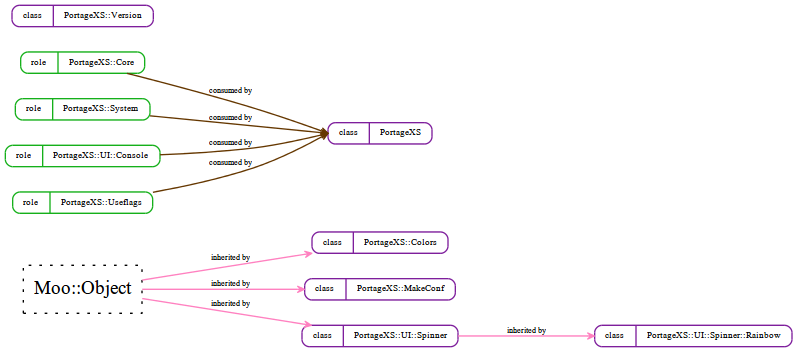 class PortageXS::Version
role PortageXS::Core
consumed by
role PortageXS::System
consumed by
class PortageXS
role PortageXS::UI::Console
consumed by
consumed by
role PortageXS::Useflags
class PortageXS::Colors
inherited by
Moo::Object
inherited by
class PortageXS::MakeConf
inherited by
class PortageXS::UI::Spinner
inherited by
class PortageXS::UI::Spinner::Rainbow